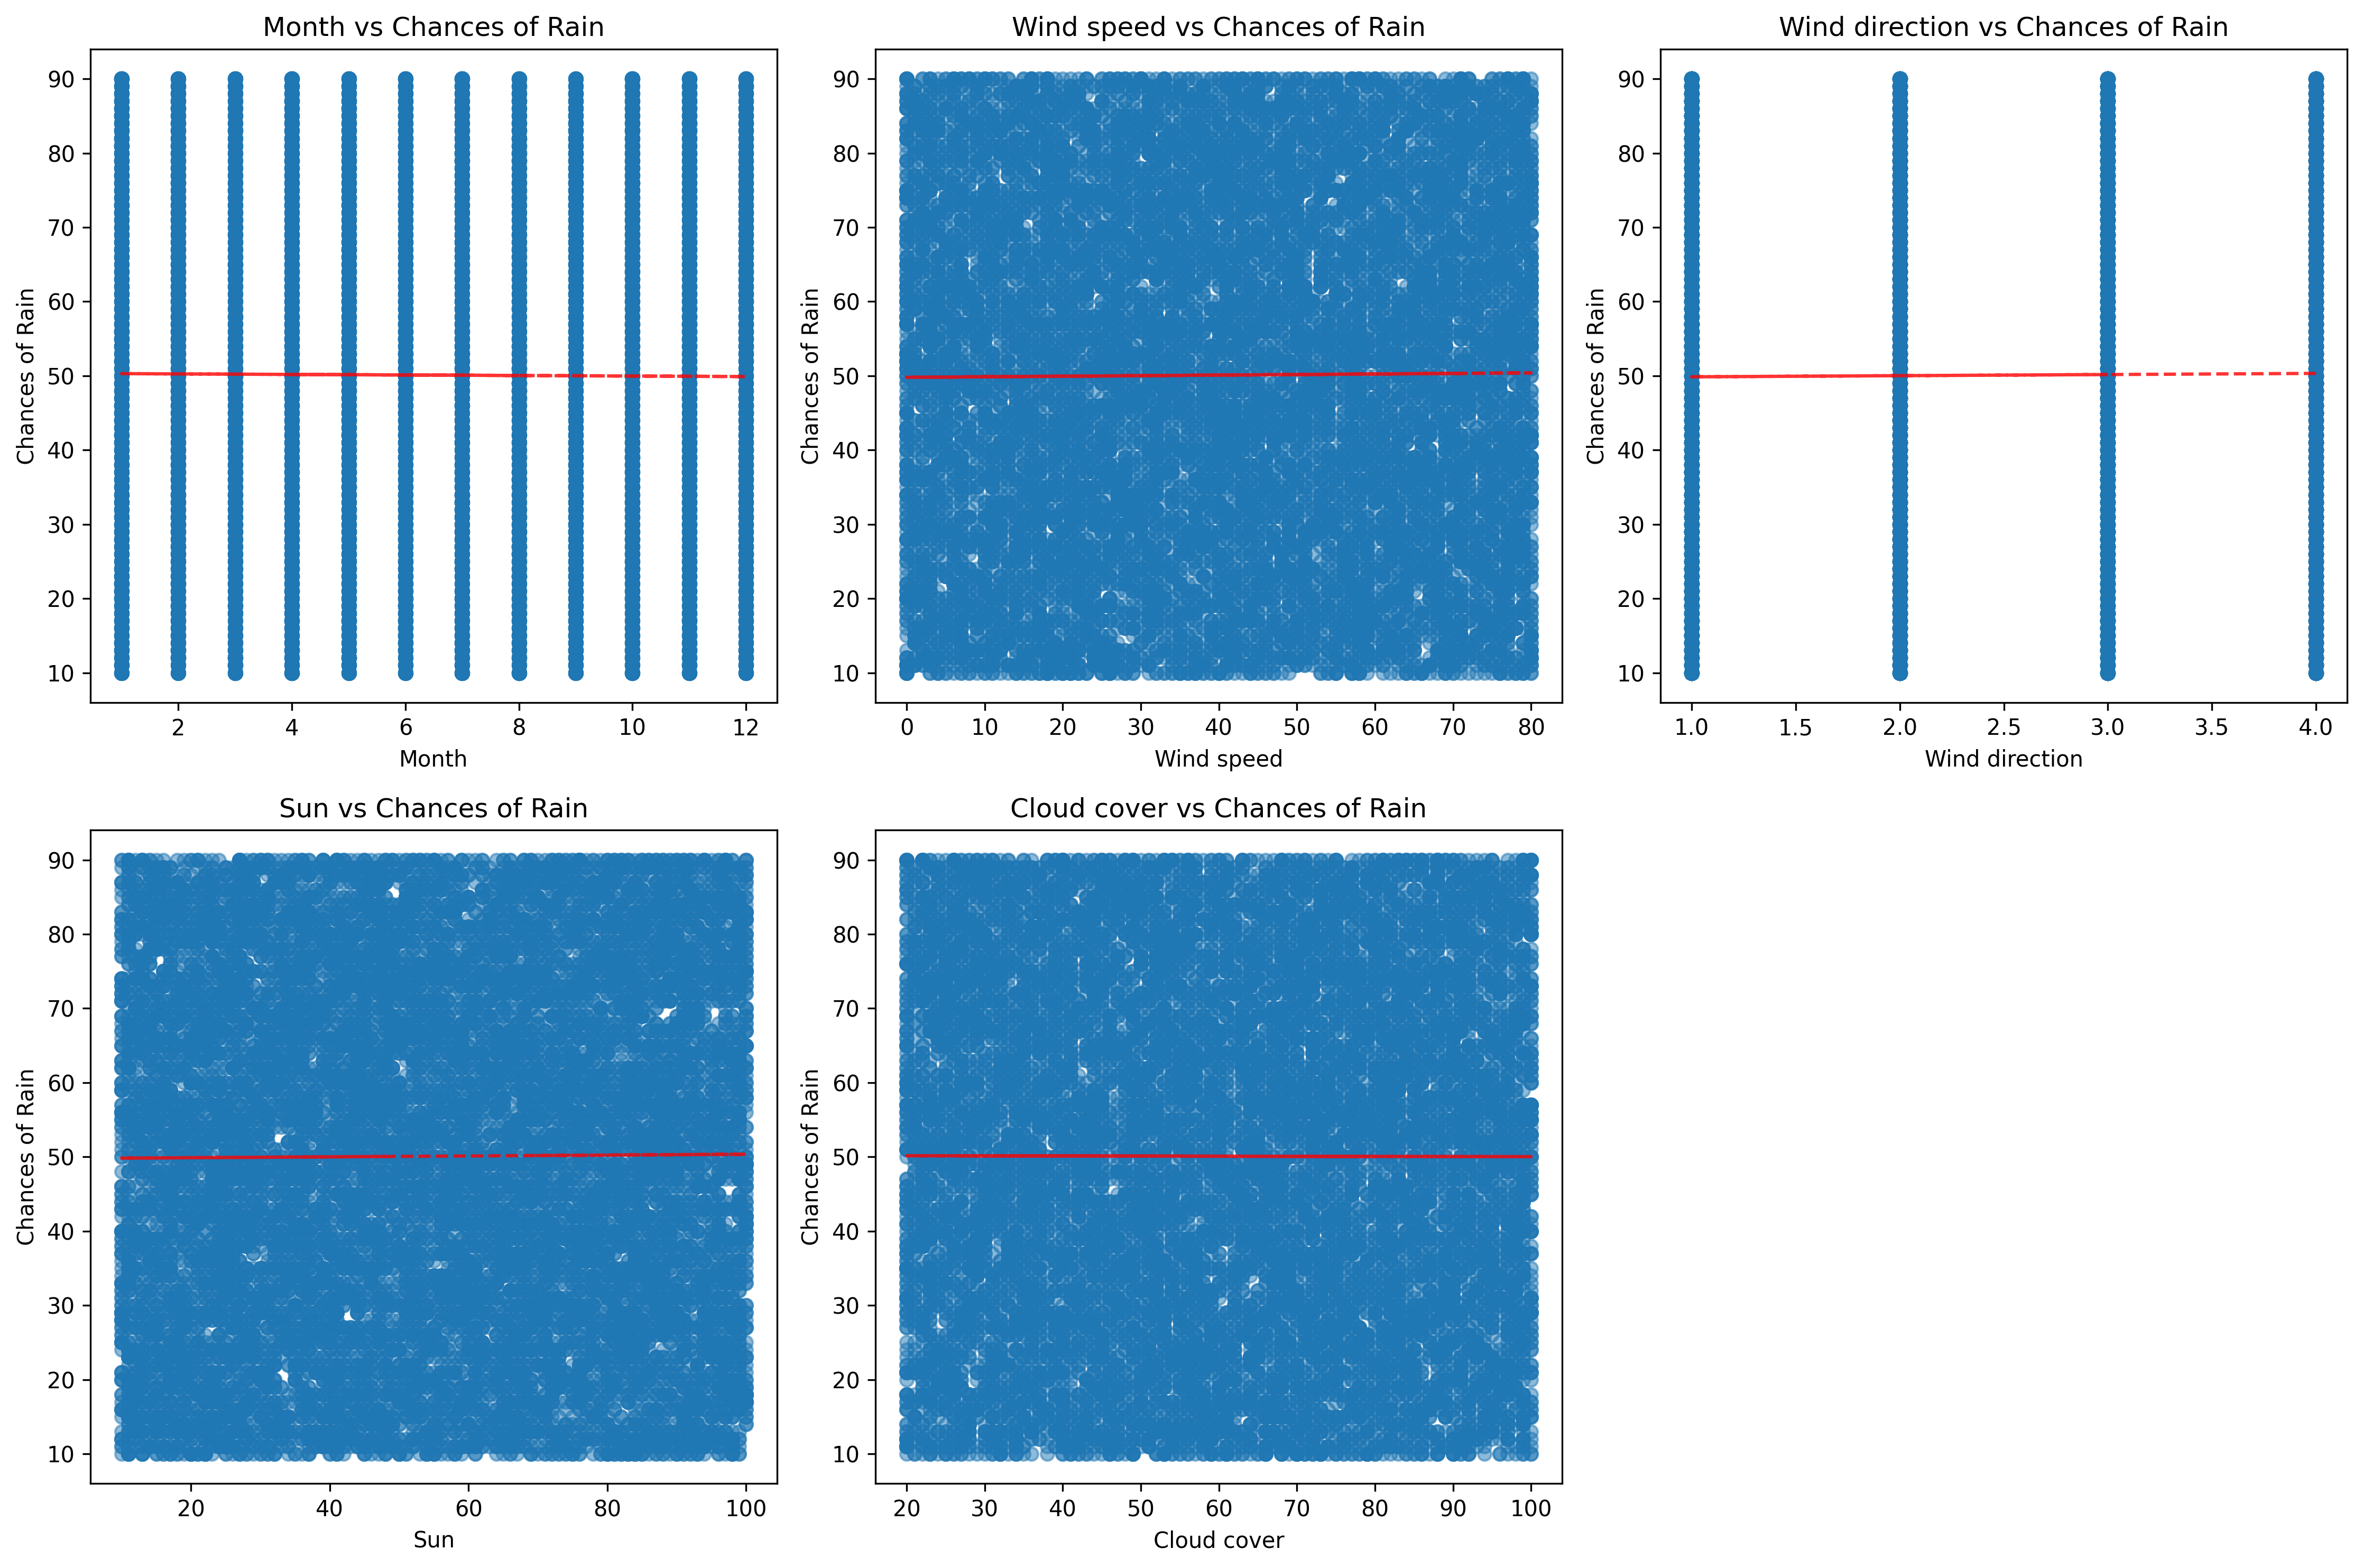 Month vs Chances of Rain
Chances of Rain
90
80
70
60
50
40
30
20
10
2 4 6 8 10 12
Month
Wind speed vs Chances of Rain
Chances of Rain
90
80
70
60
50
40
30
20
10
0 10 20 30 40 50 60 70 80
Wind speed
Wind direction vs Chances of Rain
Chances of Rain
90
80
70
60
50
40
30
20
10
1.0 1.5 2.0 2.5 3.0 3.5 4.0
Wind direction
Sun vs Chances of Rain
Chances of Rain
90
80
70
60
50
40
30
20
10
20 40 60 80 100
Sun
Cloud cover vs Chances of Rain
Chances of Rain
90
80
70
60
50
40
30
20
10
20 30 40 50 60 70 80 90 100
Cloud cover